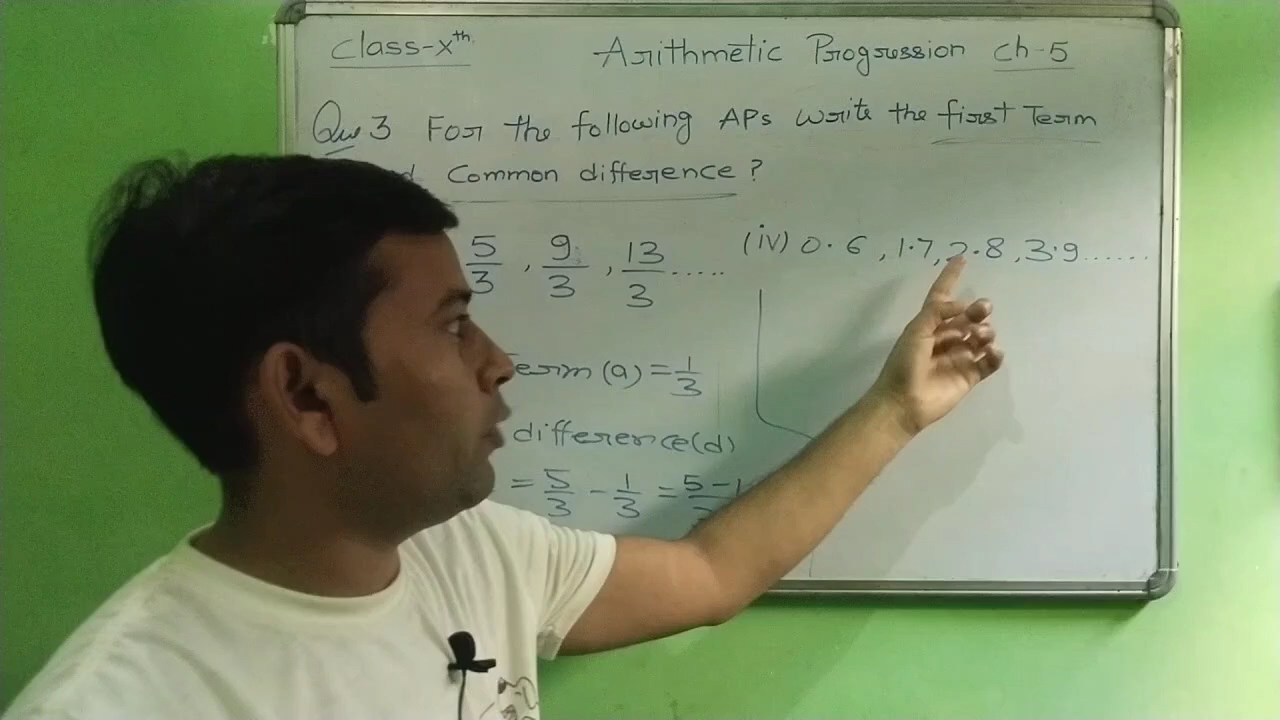 Class-Xth Arithmetic Progression Ch-5
Que 3 For the following APs write the first Term
Common difference ?
5/3 , 9/3 , 13/3 ..... (iv) 0.6 , 1.7, 2.8 , 3.9 ......
(a) = 1/3
difference (d)
= 5/3 - 1/3 = 5-1